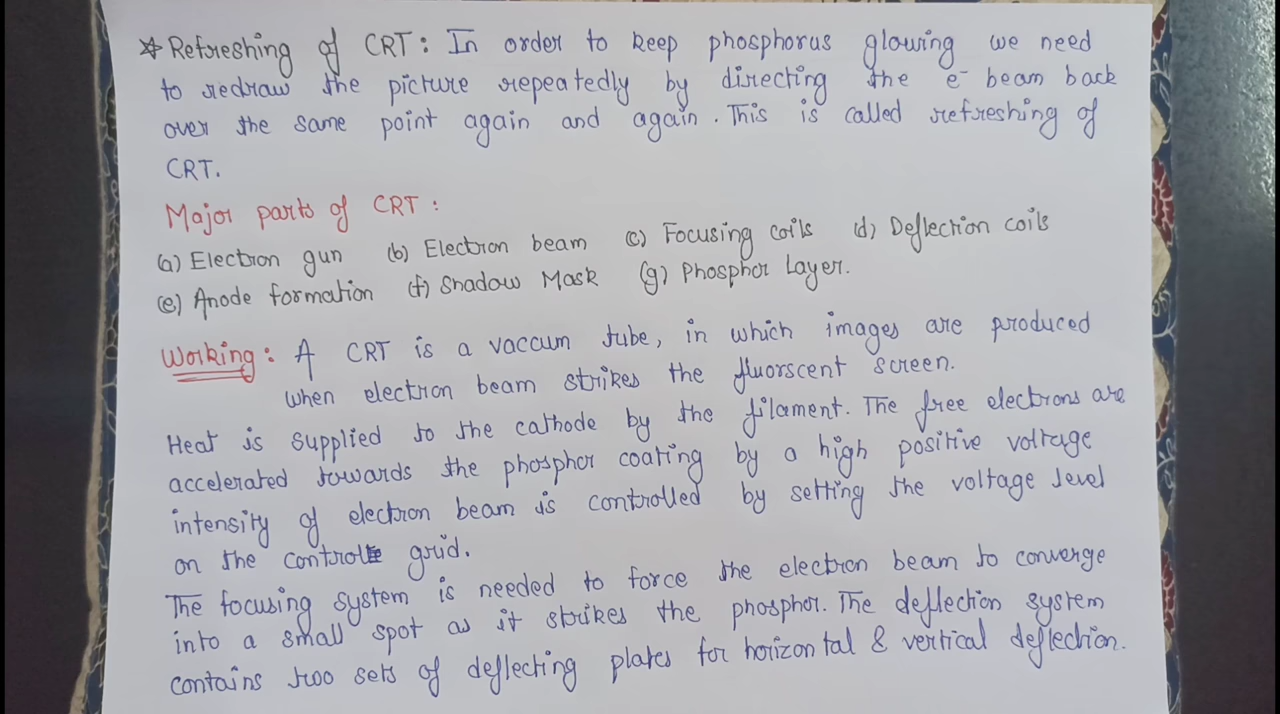 * Refreshing of CRT: In order to keep phosphorus glowing we need
to redraw the picture repeatedly by directing the e⁻ beam back
over the same point again and again. This is called refreshing of
CRT.
Major parts of CRT:
(a) Electron gun (b) Electron beam (c) Focusing coils (d) Deflection coils
(e) Anode formation (f) Shadow Mask (g) Phosphor Layer.
Working: A CRT is a vaccum tube, in which images are produced
when electron beam strikes the fluorscent screen.
Heat is supplied to the cathode by the filament. The free electrons are
accelerated towards the phosphor coating by a high positive voltage
intensity of electron beam is controlled by setting the voltage level
on the control grid.
The focusing system is needed to force the electron beam to converge
into a small spot as it strikes the phosphor. The deflection system
contains two sets of deflecting plates for horizontal & vertical deflection.